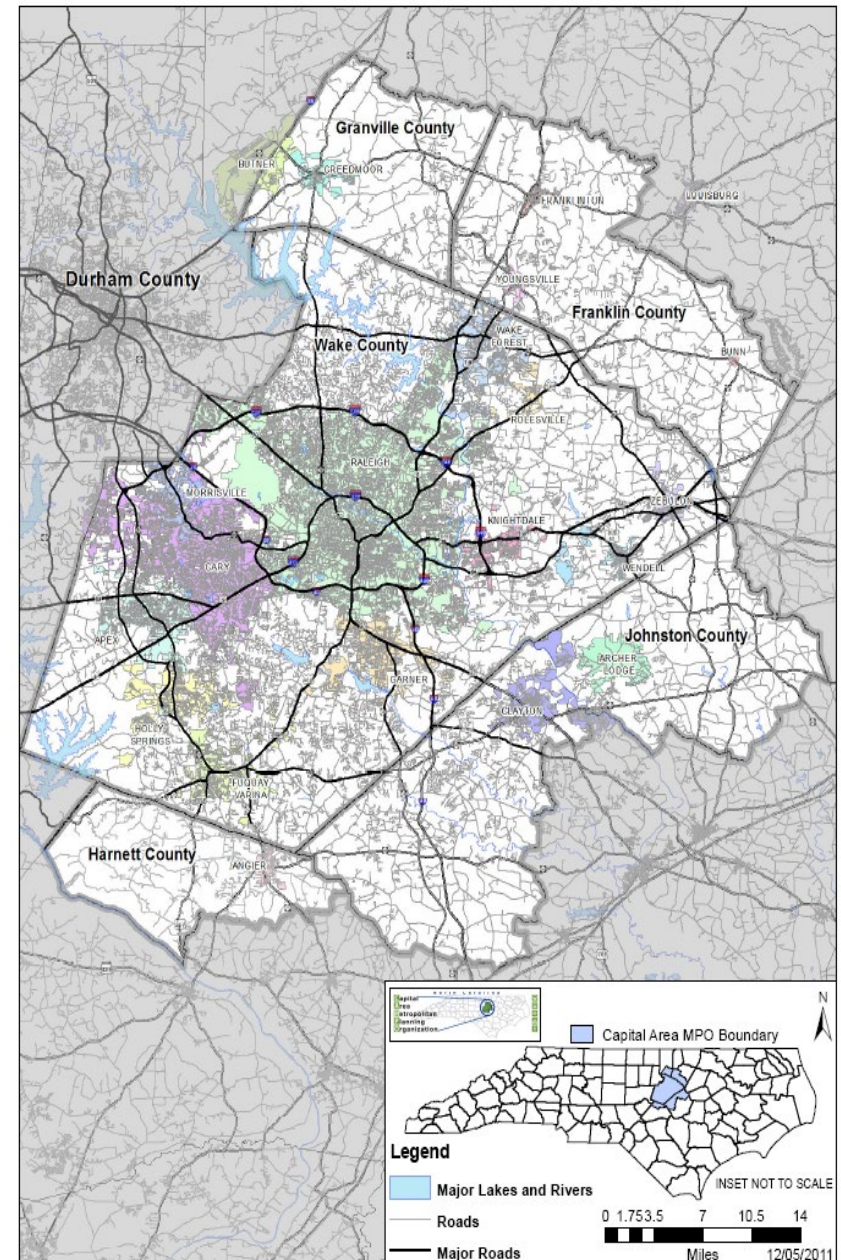 Granville County
BUTNER
CREEDMOOR
FRANKLINTON
LOUISBURG
Durham County
YOUNGSVILLE
Franklin County
WAKE
FOREST
Wake County
BUNN
ROLESVILLE
RALEIGH
MORRISVILLE
ZEBULON
KNIGHTDALE
CARY
WENDELL
APEX
Johnston County
ARCHER
LODGE
GARNER
CLAYTON
HOLLY
SPRINGS
FUQUAY
VARINA
Harnett County
ANGIER
N
Capital Area MPO Boundary
INSET NOT TO SCALE
Legend
Major Lakes and Rivers
Roads
Major Roads
0 1.753.5 7 10.5 14
Miles
12/05/2011